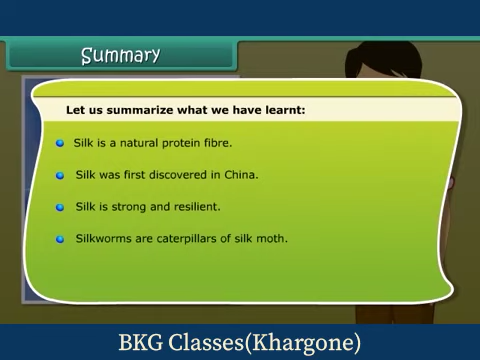 Summary
Let us summarize what we have learnt:
Silk is a natural protein fibre.
Silk was first discovered in China.
Silk is strong and resilient.
Silkworms are caterpillars of silk moth.
BKG Classes(Khargone)